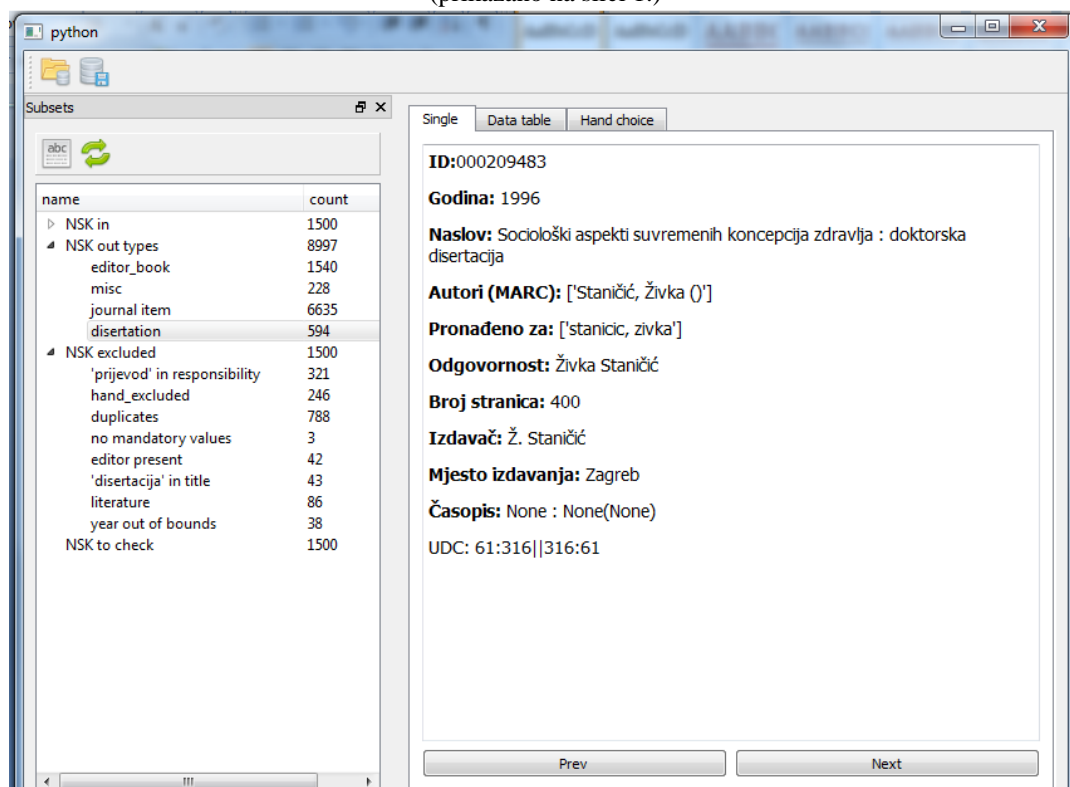 (prikazano na slici 1.)
python
Subsets
abc
name count
NSK in 1500
NSK out types 8997
editor_book 1540
misc 228
journal item 6635
disertation 594
NSK excluded 1500
'prijevod' in responsibility 321
hand_excluded 246
duplicates 788
no mandatory values 3
editor present 42
'disertacija' in title 43
literature 86
year out of bounds 38
NSK to check 1500
Single Data table Hand choice
ID:000209483
Godina: 1996
Naslov: Sociološki aspekti suvremenih koncepcija zdravlja : doktorska
disertacija
Autori (MARC): ['Staničić, Živka ()']
Pronađeno za: ['stanicic, zivka']
Odgovornost: Živka Staničić
Broj stranica: 400
Izdavač: Ž. Staničić
Mjesto izdavanja: Zagreb
Časopis: None : None(None)
UDC: 61:316||316:61
Prev Next